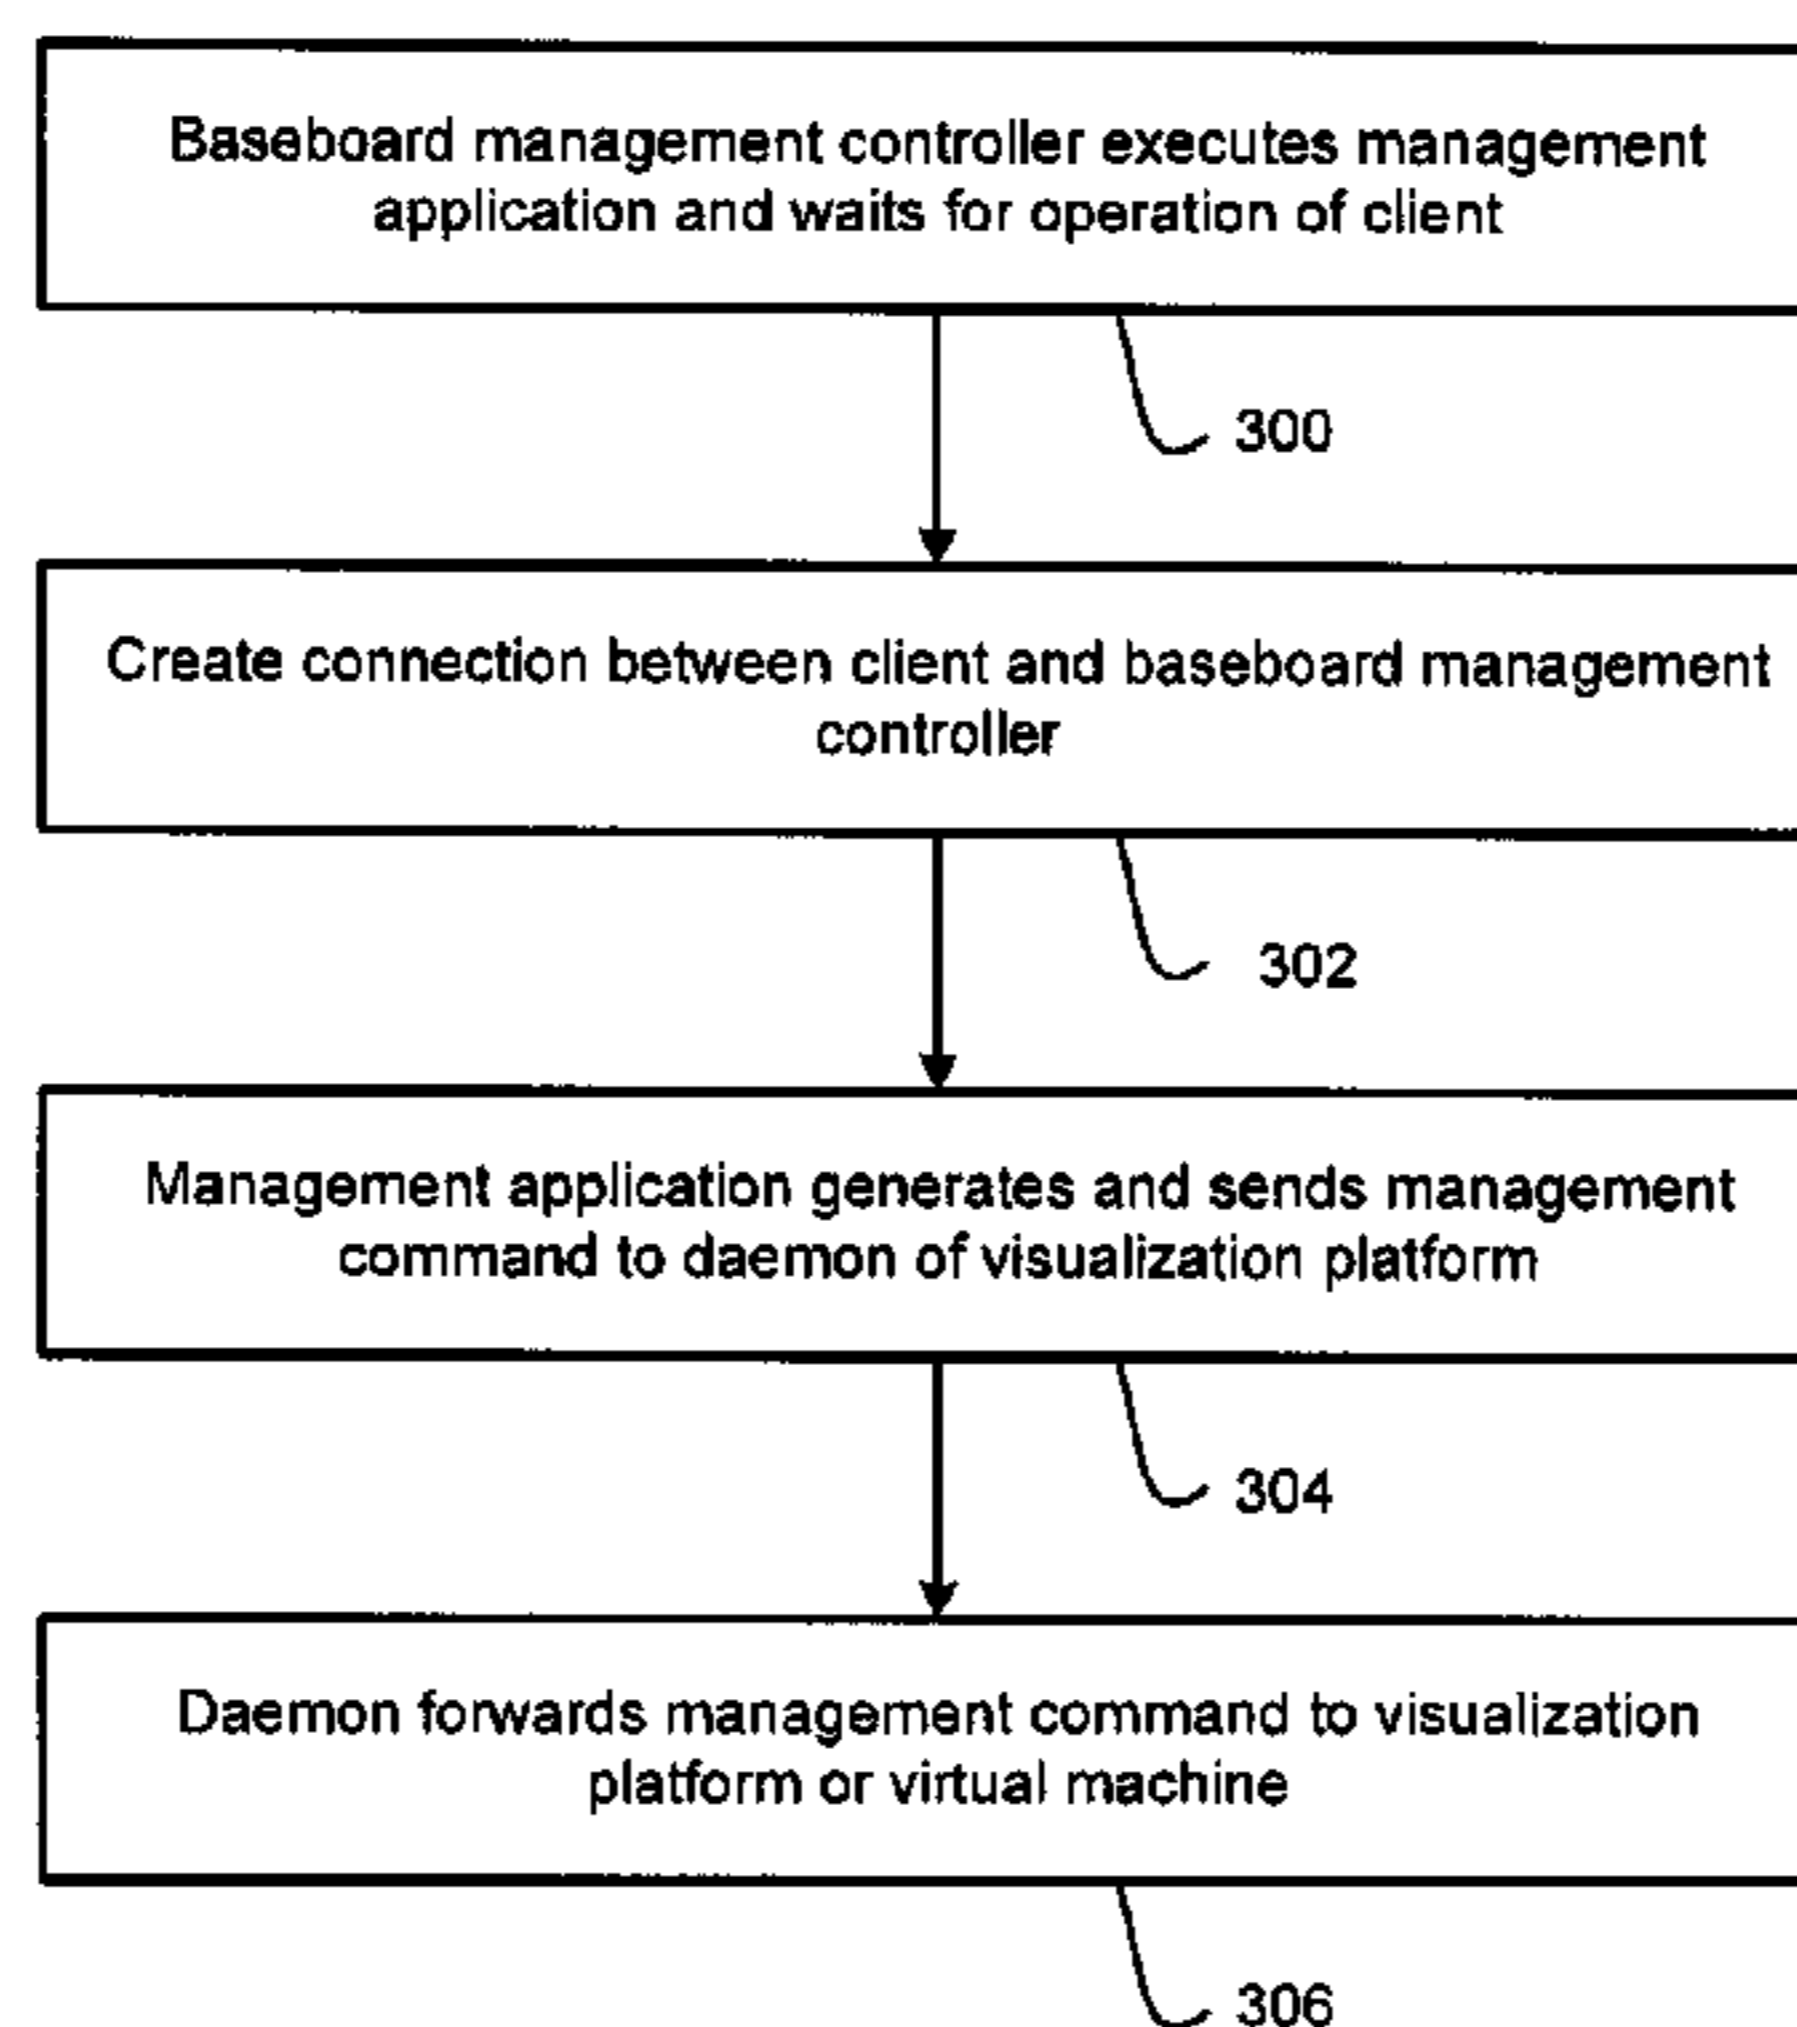 Baseboard management controller executes management
application and waits for operation of client
300
Create connection between client and baseboard management
controller
302
Management application generates and sends management
command to daemon of visualization platform
304
Daemon forwards management command to visualization
platform or virtual machine
306